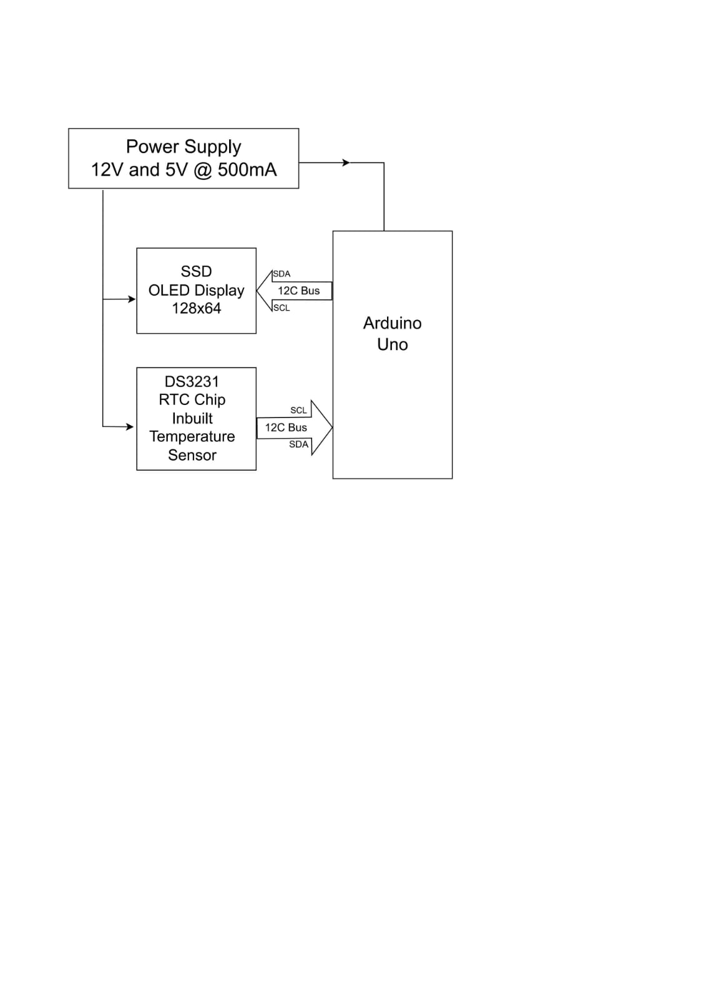 Power Supply
12V and 5V @ 500mA
SSD
OLED Display
128x64
SDA
12C Bus
SCL
Arduino
Uno
DS3231
RTC Chip
Inbuilt
Temperature
Sensor
SCL
12C Bus
SDA